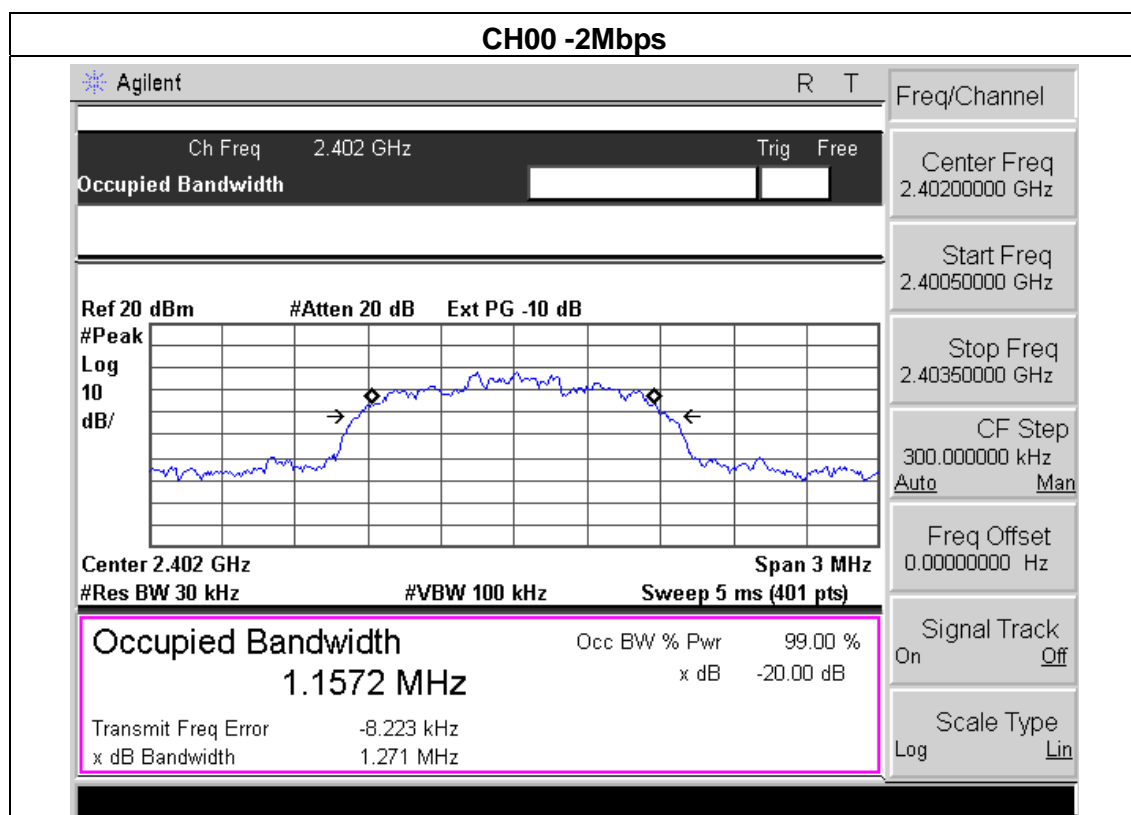 CH00 -2Mbps
Agilent R T
Ch Freq 2.402 GHz Trig Free
Occupied Bandwidth
Ref 20 dBm #Atten 20 dB Ext PG -10 dB
#Peak
Log
10
dB/
Center 2.402 GHz Span 3 MHz
#Res BW 30 kHz #VBW 100 kHz Sweep 5 ms (401 pts)
Occupied Bandwidth
1.1572 MHz
Occ BW % Pwr 99.00 %
x dB -20.00 dB
Transmit Freq Error -8.223 kHz
x dB Bandwidth 1.271 MHz
Freq/Channel
Center Freq
2.40200000 GHz
Start Freq
2.40050000 GHz
Stop Freq
2.40350000 GHz
CF Step
300.000000 kHz
Auto Man
Freq Offset
0.00000000 Hz
Signal Track
On Off
Scale Type
Log Lin